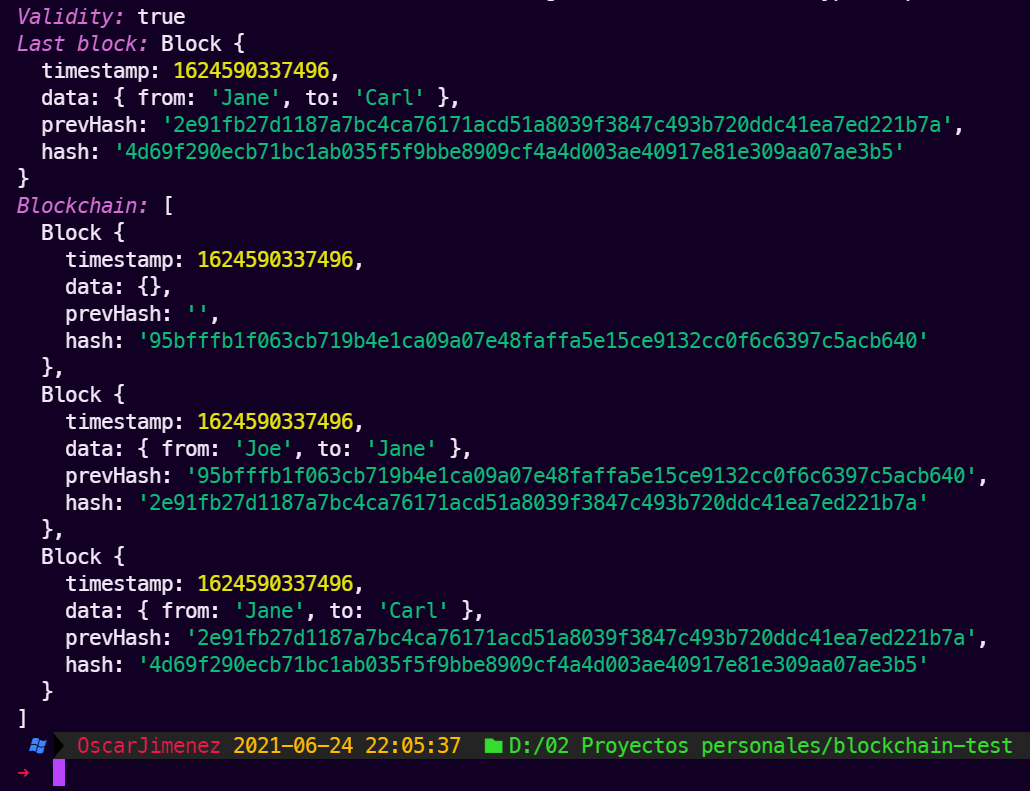 Validity: true
Last block: Block {
  timestamp: 1624590337496,
  data: { from: 'Jane', to: 'Carl' },
  prevHash: '2e91fb27d1187a7bc4ca76171acd51a8039f3847c493b720ddc41ea7ed221b7a',
  hash: '4d69f290ecb71bc1ab035f5f9bbe8909cf4a4d003ae40917e81e309aa07ae3b5'
}
Blockchain: [
  Block {
    timestamp: 1624590337496,
    data: {},
    prevHash: '',
    hash: '95bfffb1f063cb719b4e1ca09a07e48faffa5e15ce9132cc0f6c6397c5acb640'
  },
  Block {
    timestamp: 1624590337496,
    data: { from: 'Joe', to: 'Jane' },
    prevHash: '95bfffb1f063cb719b4e1ca09a07e48faffa5e15ce9132cc0f6c6397c5acb640',
    hash: '2e91fb27d1187a7bc4ca76171acd51a8039f3847c493b720ddc41ea7ed221b7a'
  },
  Block {
    timestamp: 1624590337496,
    data: { from: 'Jane', to: 'Carl' },
    prevHash: '2e91fb27d1187a7bc4ca76171acd51a8039f3847c493b720ddc41ea7ed221b7a',
    hash: '4d69f290ecb71bc1ab035f5f9bbe8909cf4a4d003ae40917e81e309aa07ae3b5'
  }
]
OscarJimenez 2021-06-24 22:05:37 D:/02 Proyectos personales/blockchain-test
→